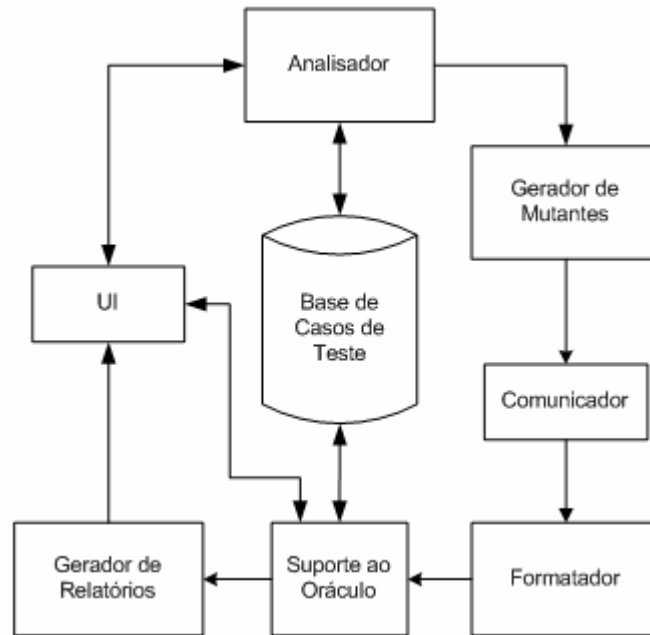 Analisador
Gerador de
Mutantes
UI
Base de
Casos de
Teste
Comunicador
Gerador de
Relatórios
Suporte ao
Oráculo
Formatador